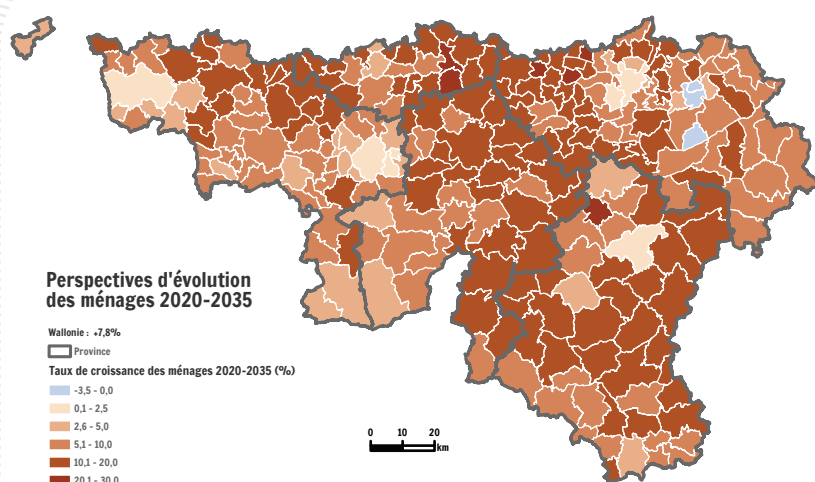 Perspectives d'évolution
des ménages 2020-2035
Wallonie : +7,8%
Province
Taux de croissance des ménages 2020-2035 (%)
-3,5 - 0,0
0,1 - 2,5
2,6 - 5,0
5,1 - 10,0
10,1 - 20,0
20,1 - 30,0
0 10 20
km